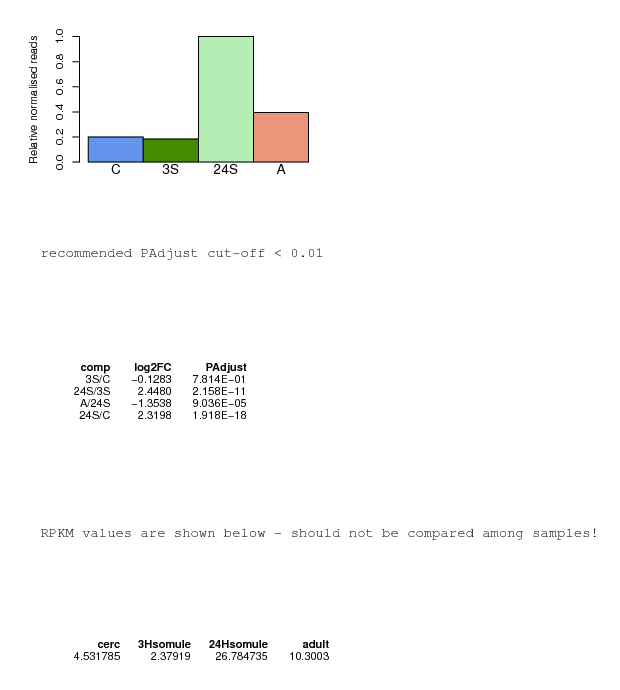 Relative normalised reads
1.0
0.8
0.6
0.4
0.2
0.0
C 3S 24S A
recommended PAdjust cut-off < 0.01
comp log2FC PAdjust
3S/C −0.1283 7.814E−01
24S/3S 2.4480 2.158E−11
A/24S −1.3538 9.036E−05
24S/C 2.3198 1.918E−18
RPKM values are shown below - should not be compared among samples!
cerc 3Hsomule 24Hsomule adult
4.531785 2.37919 26.784735 10.3003